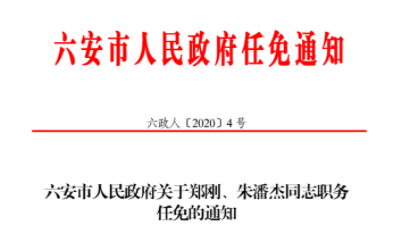 六安市人民政府任免通知
六政人〔2020〕4 号
六安市人民政府关于郑刚、朱潘杰同志职务
任免的通知